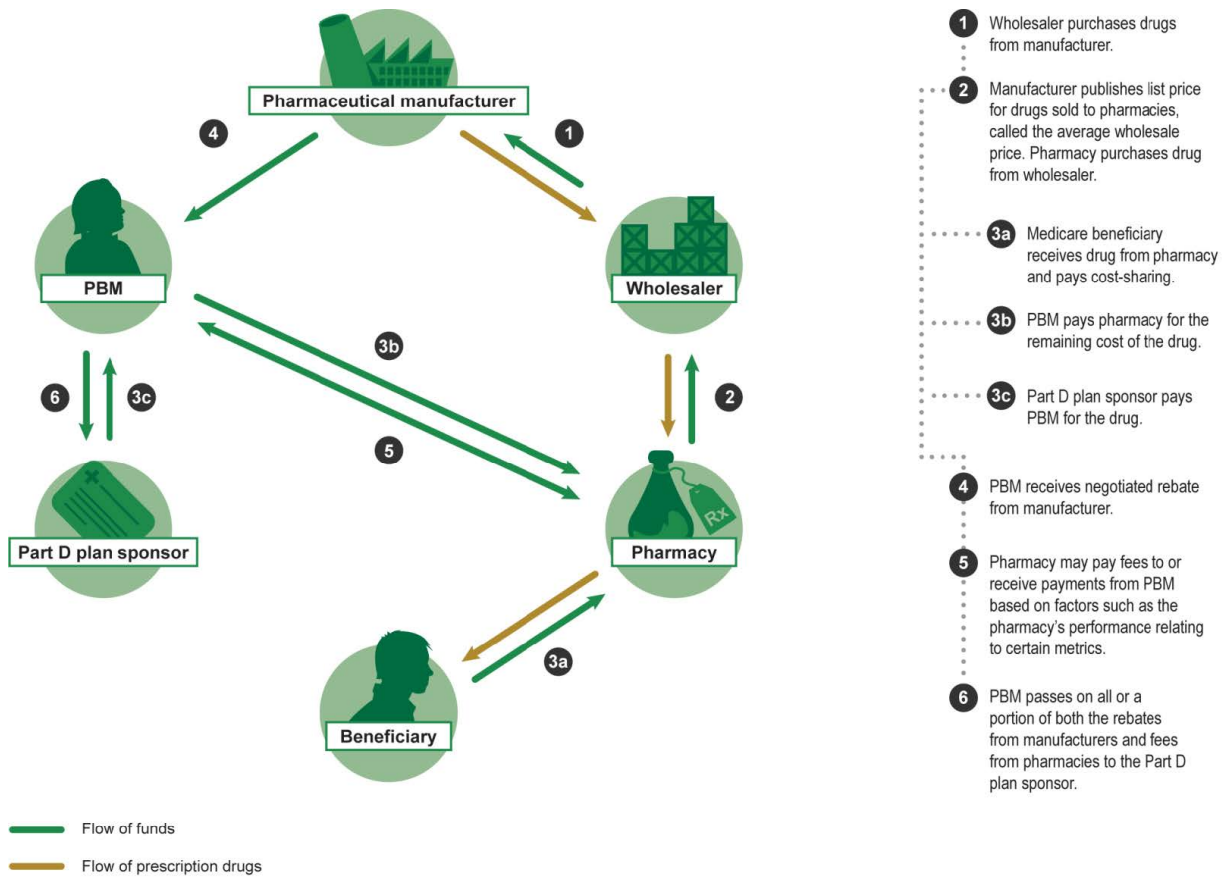 Pharmaceutical manufacturer
4
1
PBM
Wholesaler
3b
6
3c
2
5
Rx
Part D plan sponsor
Pharmacy
3a
Beneficiary
Flow of funds
Flow of prescription drugs
1 Wholesaler purchases drugs
from manufacturer.
2 Manufacturer publishes list price
for drugs sold to pharmacies,
called the average wholesale
price. Pharmacy purchases drug
from wholesaler.
3a Medicare beneficiary
receives drug from pharmacy
and pays cost-sharing.
3b PBM pays pharmacy for the
remaining cost of the drug.
3c Part D plan sponsor pays
PBM for the drug.
4 PBM receives negotiated rebate
from manufacturer.
5 Pharmacy may pay fees to or
receive payments from PBM
based on factors such as the
pharmacy’s performance relating
to certain metrics.
6 PBM passes on all or a
portion of both the rebates
from manufacturers and fees
from pharmacies to the Part D
plan sponsor.